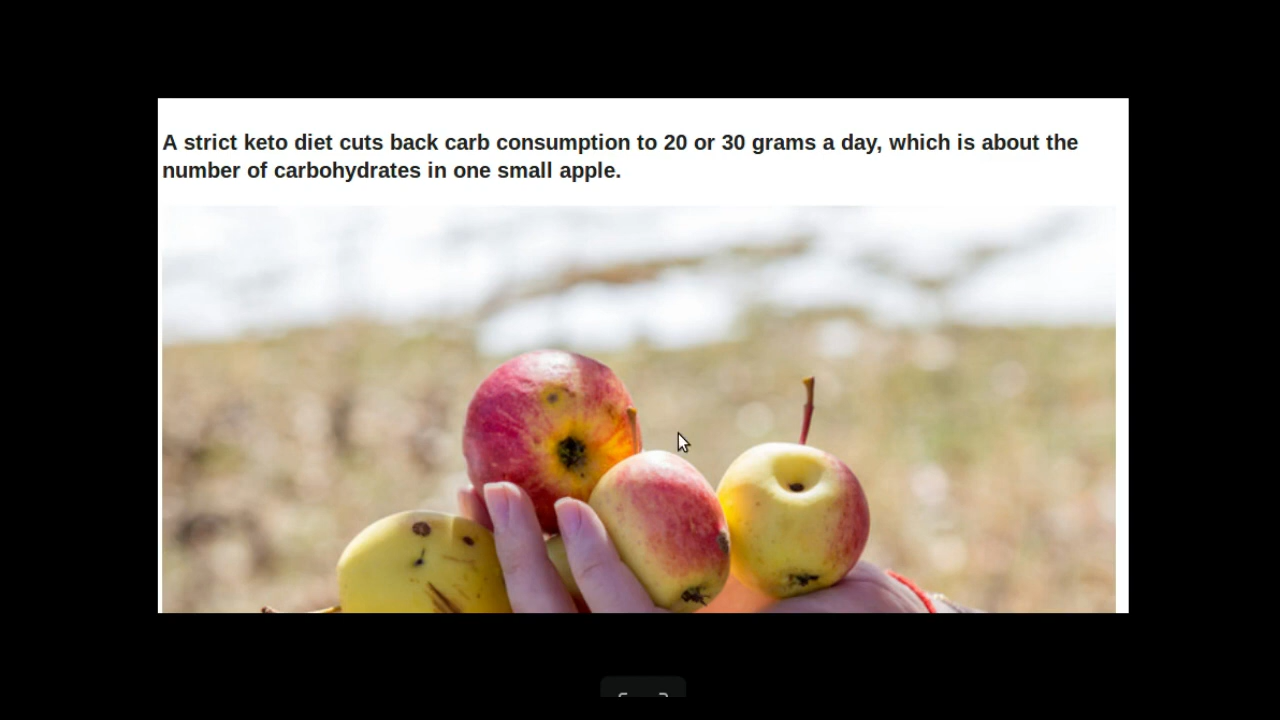 A strict keto diet cuts back carb consumption to 20 or 30 grams a day, which is about the
number of carbohydrates in one small apple.